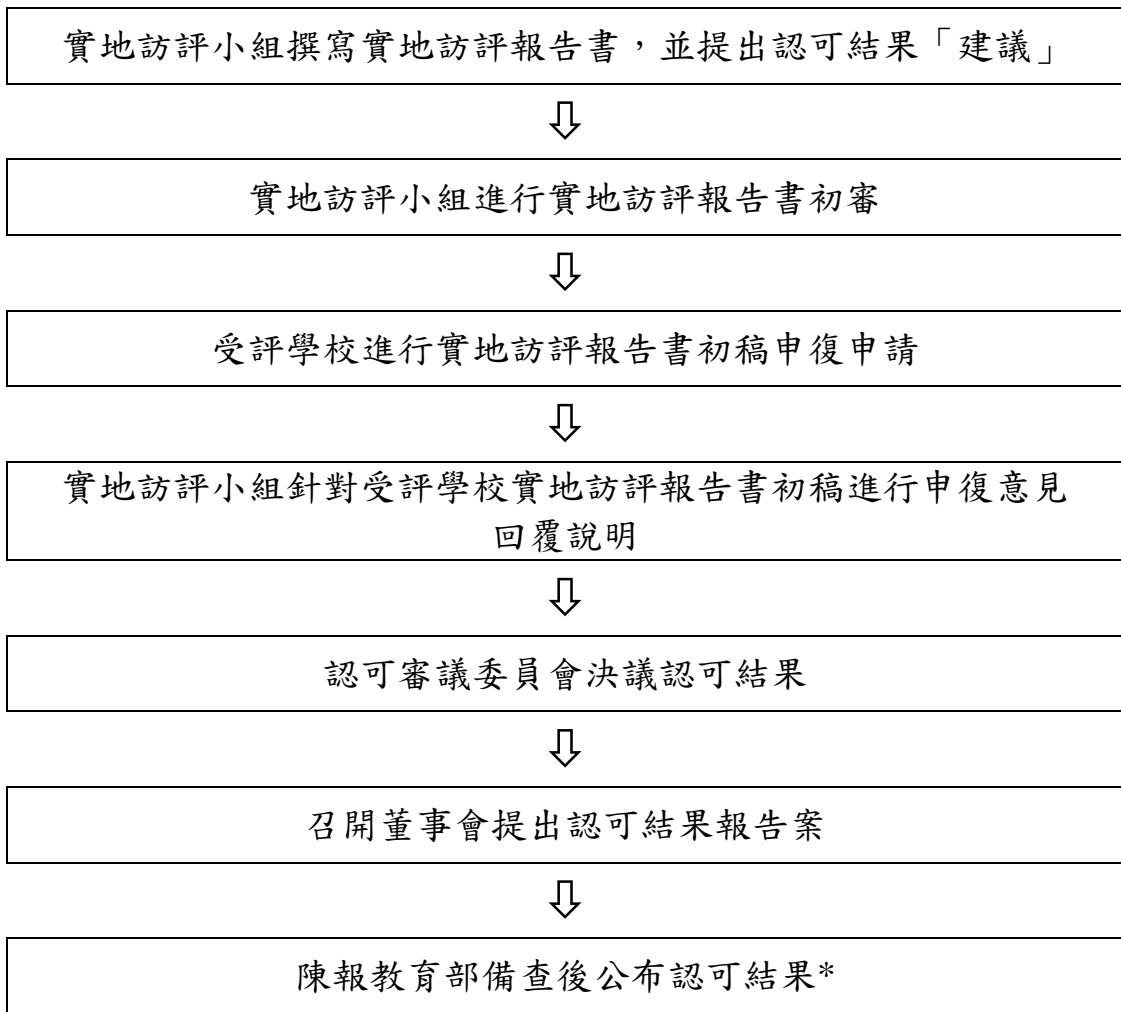 實地訪評小組撰寫實地訪評報告書，並提出認可結果「建議」
實地訪評小組進行實地訪評報告書初審
受評學校進行實地訪評報告書初稿申復申請
實地訪評小組針對受評學校實地訪評報告書初稿進行申復意見
回覆說明
認可審議委員會決議認可結果
召開董事會提出認可結果報告案
陳報教育部備查後公布認可結果*